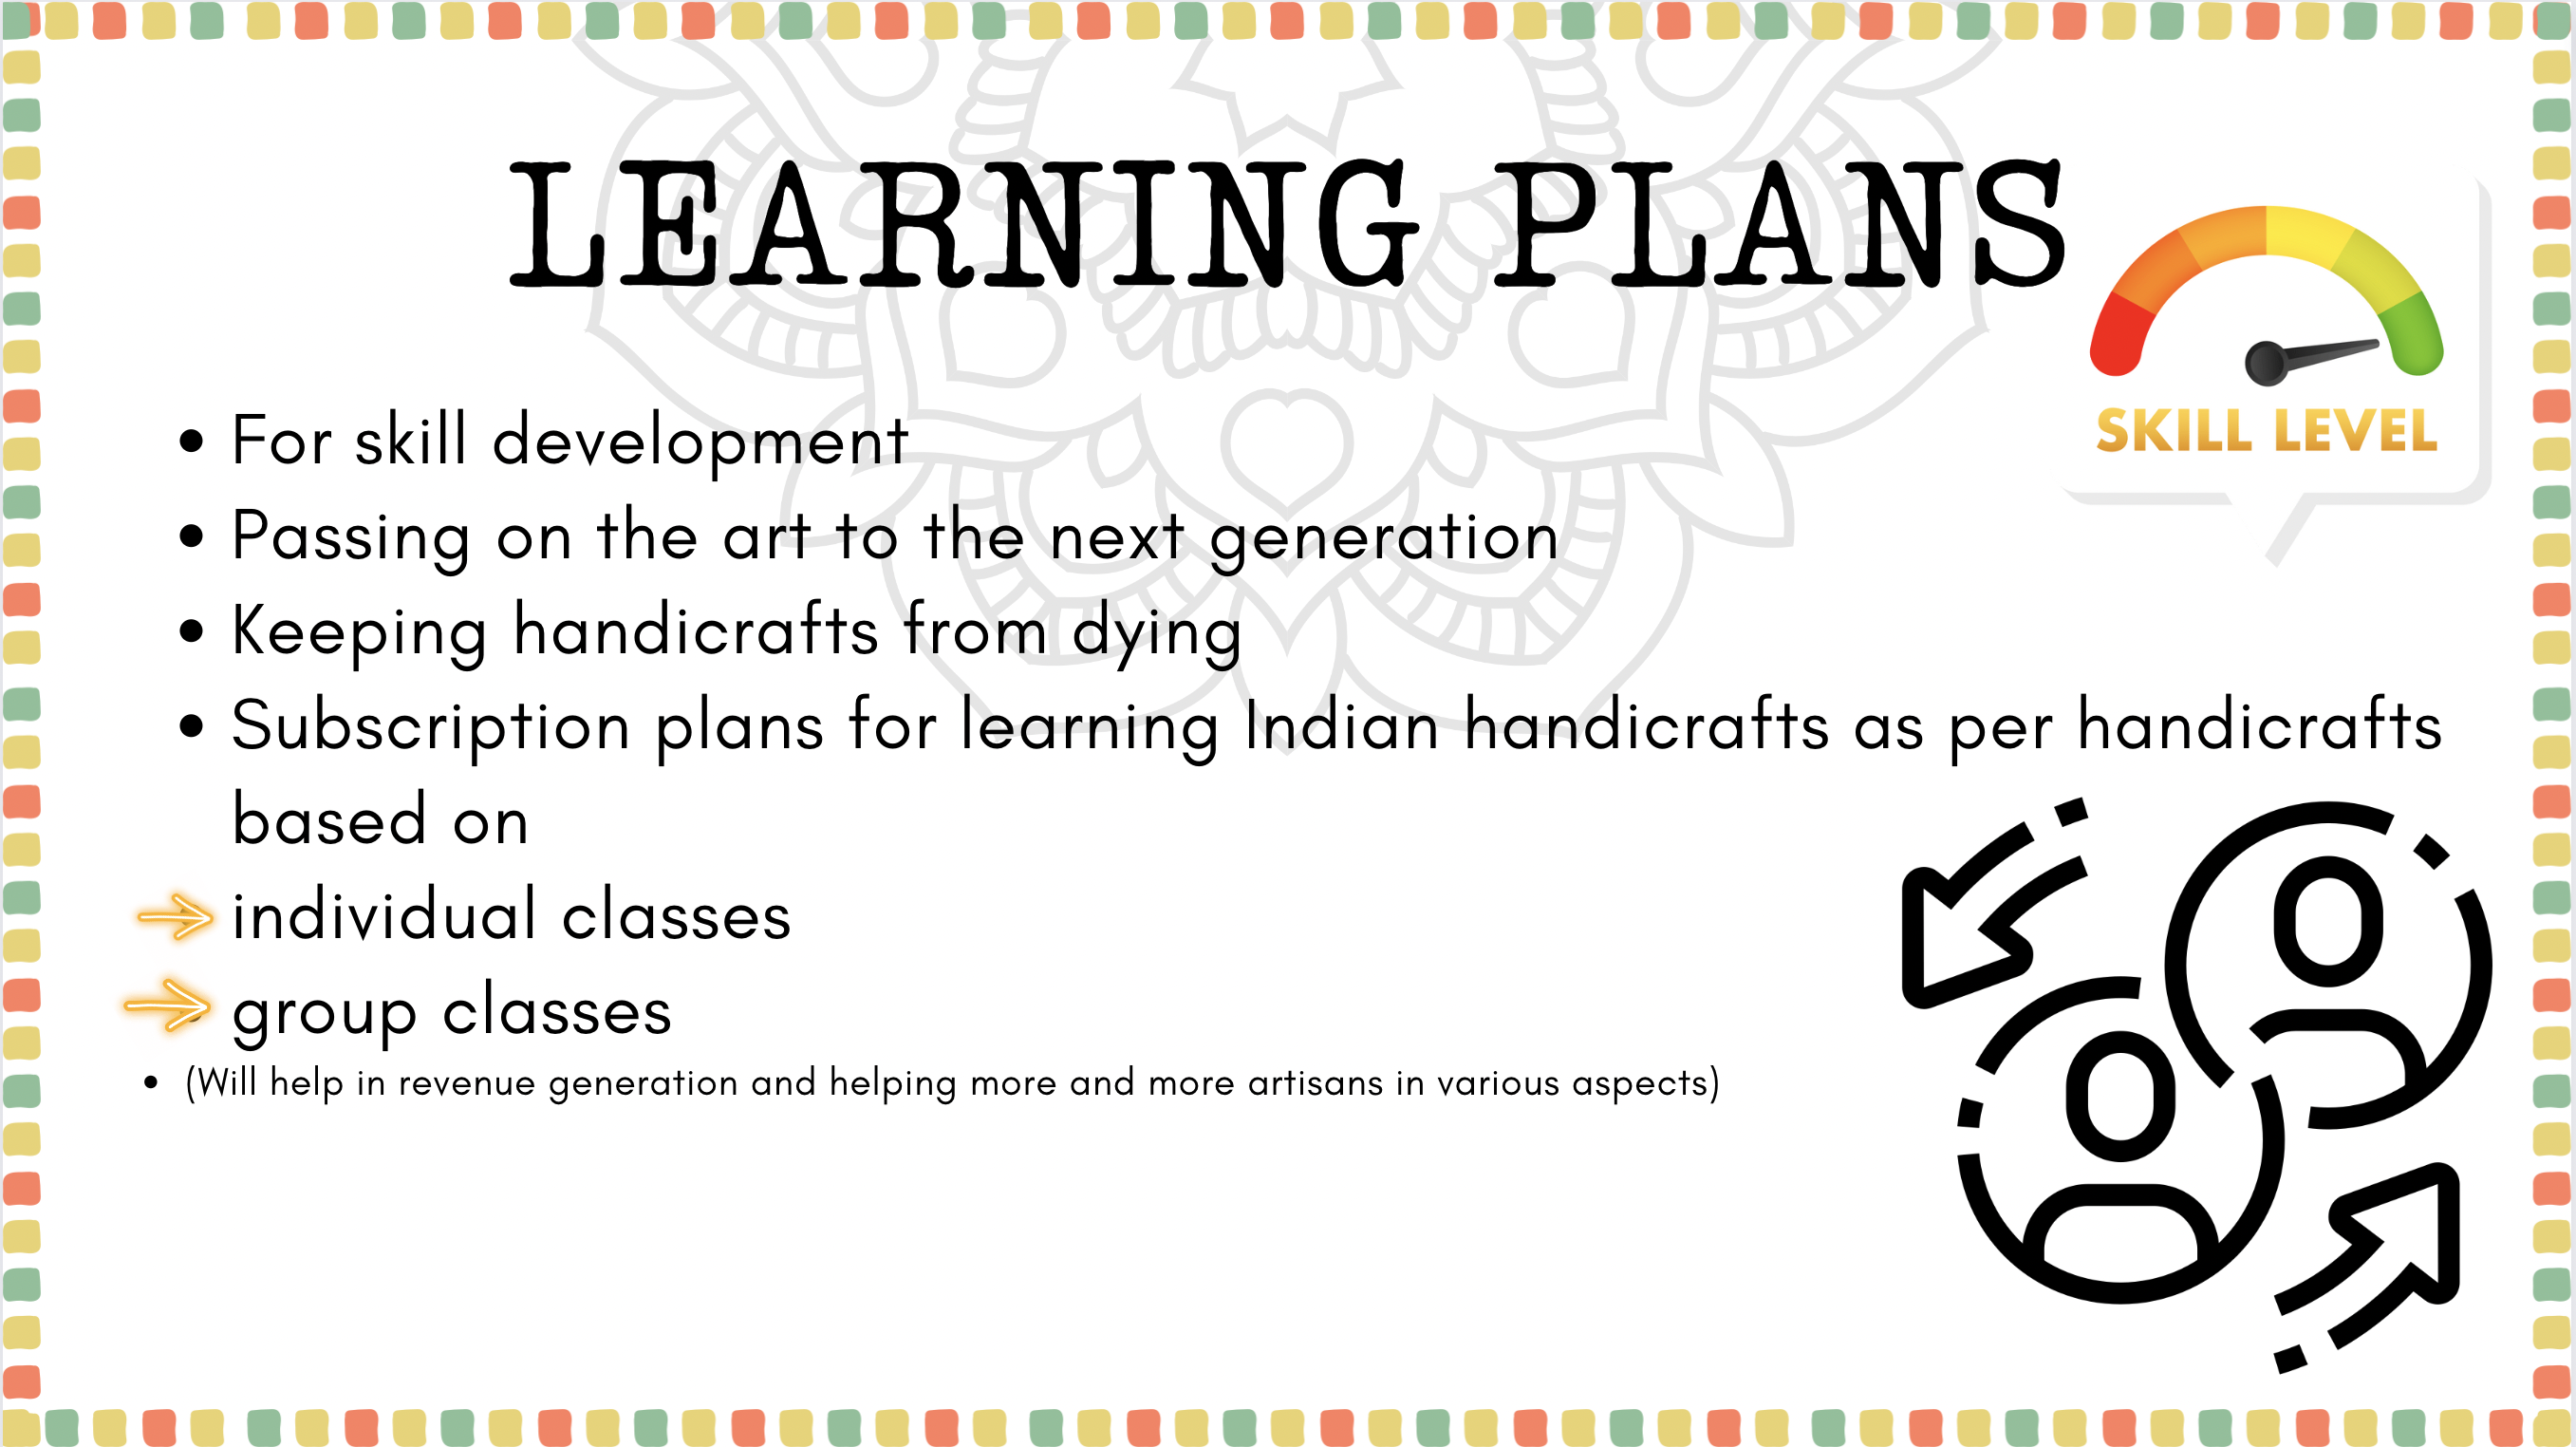 LEARNING PLANS
SKILL LEVEL
• For skill development
• Passing on the art to the next generation
• Keeping handicrafts from dying
• Subscription plans for learning Indian handicrafts as per handicrafts
based on
individual classes
group classes
• (Will help in revenue generation and helping more and more artisans in various aspects)